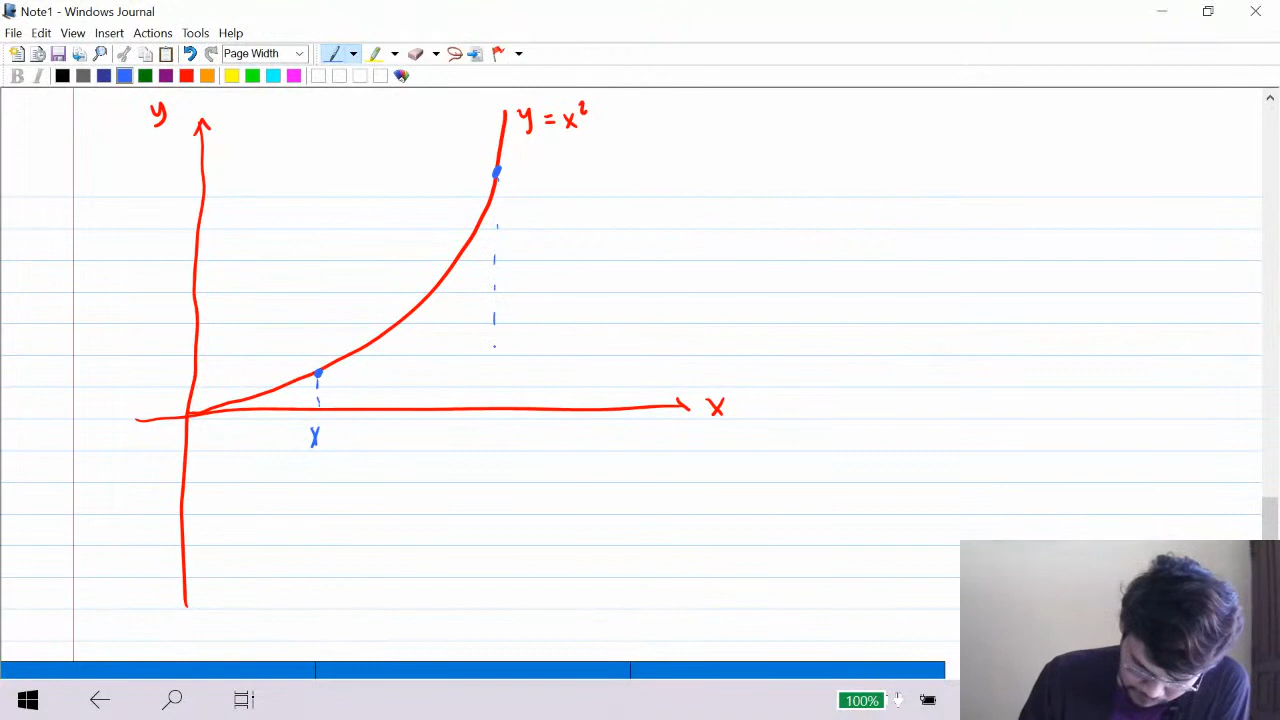 Note1 - Windows Journal
File Edit View Insert Actions Tools Help
Page Width
B I
y
y = x²
x
x
100%